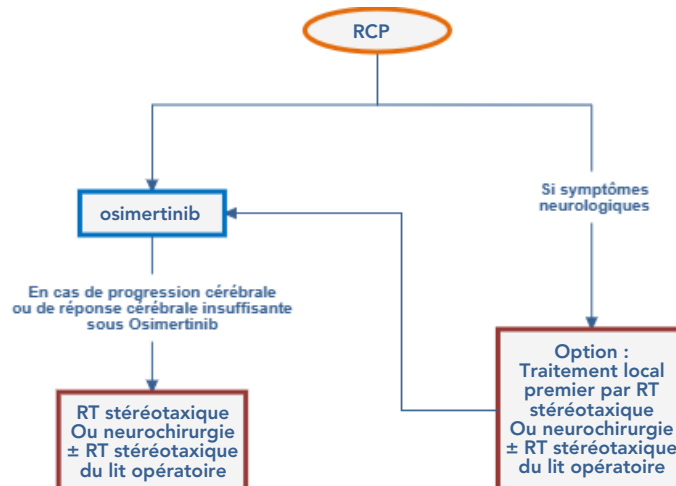 RCP
osimertinib
Si symptômes
neurologiques
En cas de progression cérébrale
ou de réponse cérébrale insuffisante
sous Osimertinib
RT stéréotaxique
Ou neurochirurgie
± RT stéréotaxique
du lit opératoire
Option :
Traitement local
premier par RT
stéréotaxique
Ou neurochirurgie
± RT stéréotaxique
du lit opératoire